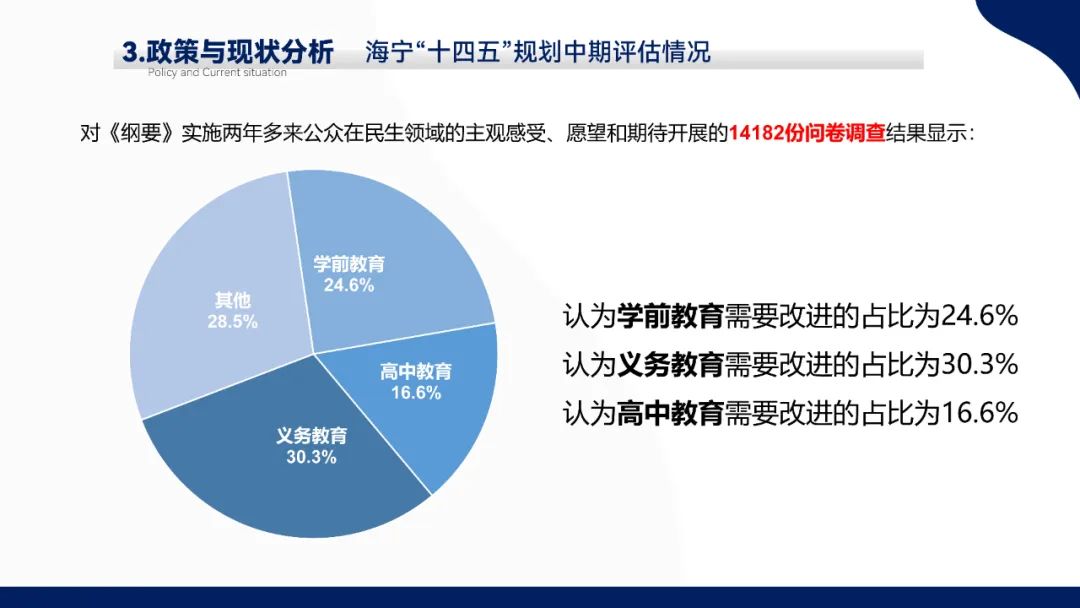 3.政策与现状分析 海宁“十四五”规划中期评估情况
Policy and Current situation
对《纲要》实施两年多来公众在民生领域的主观感受、愿望和期待开展的14182份问卷调查结果显示：
学前教育
24.6%
其他
28.5%
高中教育
16.6%
义务教育
30.3%
认为学前教育需要改进的占比为24.6%
认为义务教育需要改进的占比为30.3%
认为高中教育需要改进的占比为16.6%